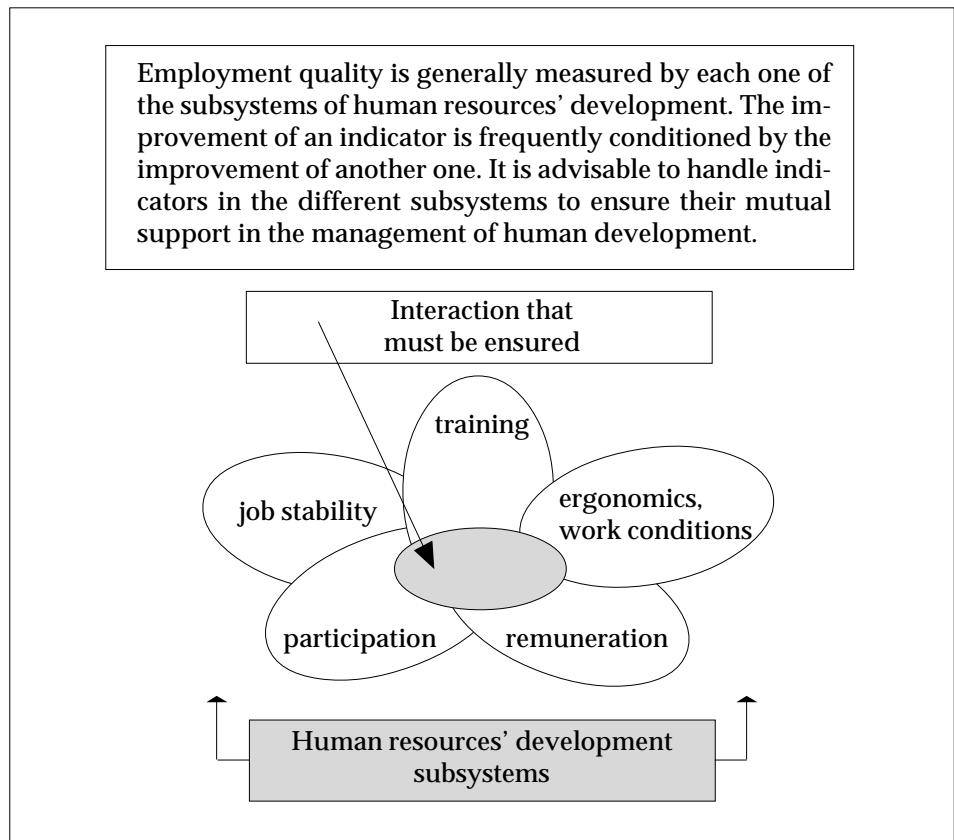 Employment quality is generally measured by each one of
the subsystems of human resources’ development. The im-
provement of an indicator is frequently conditioned by the
improvement of another one. It is advisable to handle indi-
cators in the different subsystems to ensure their mutual
support in the management of human development.
Interaction that
must be ensured
training
job stability
ergonomics,
work conditions
participation
remuneration
Human resources’ development
subsystems